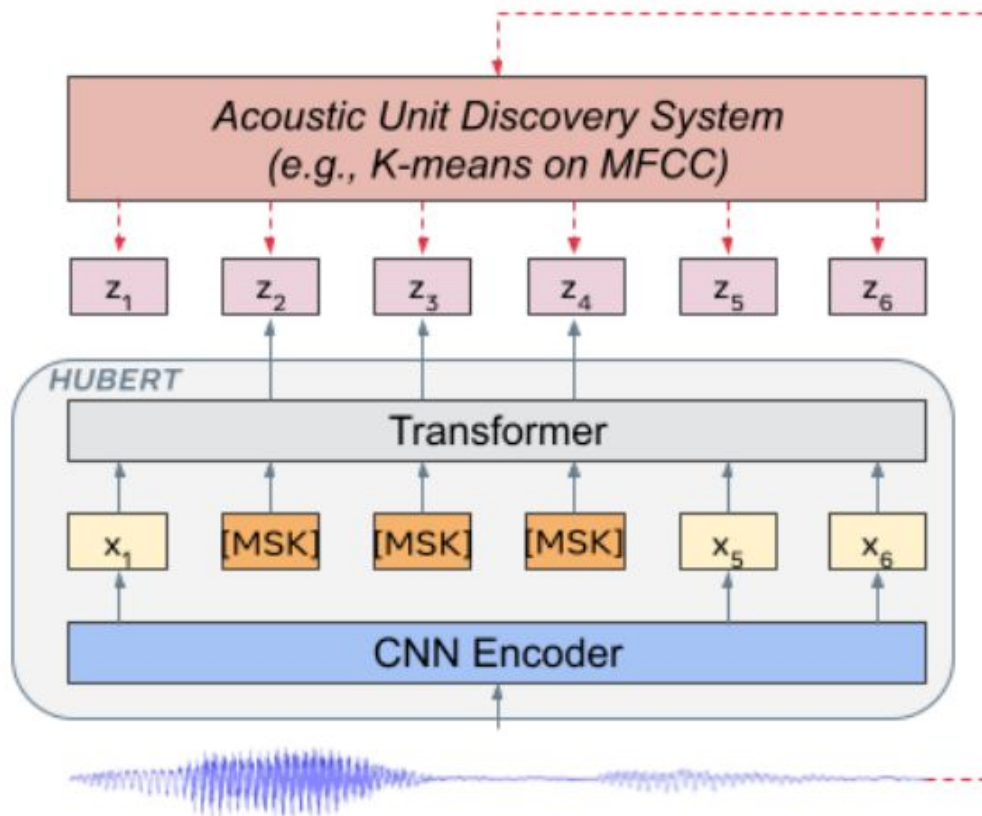 Acoustic Unit Discovery System
(e.g., K-means on MFCC)
z₁ z₂ z₃ z₄ z₅ z₆
HUBERT
Transformer
x₁ [MSK] [MSK] [MSK] x₅ x₆
CNN Encoder